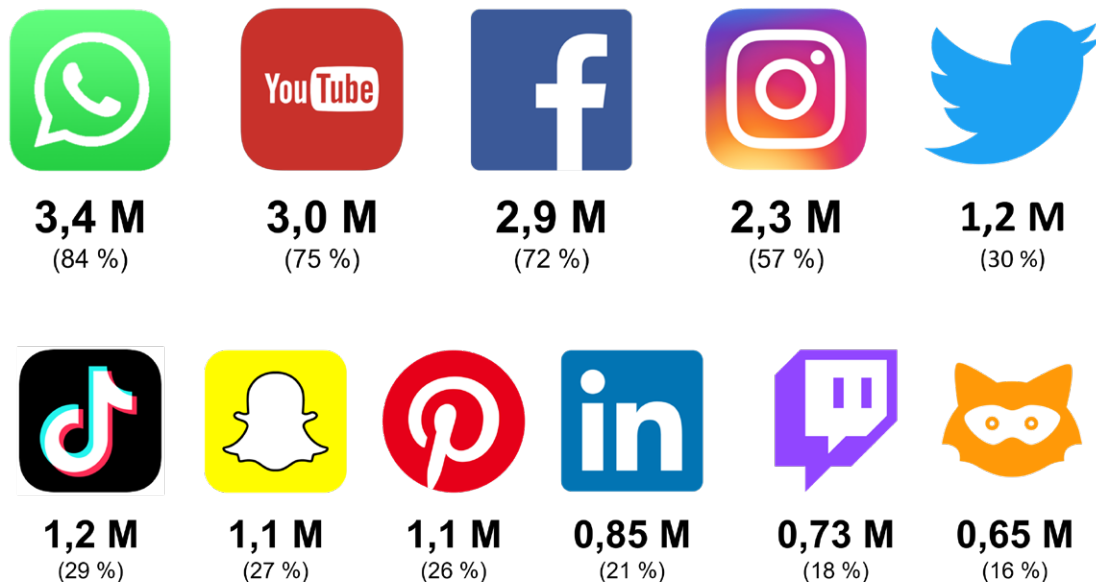 YouTube
f
3,4 M
3,0 M
2,9 M
2,3 M
1,2 M
(84 %)
(75 %)
(72 %)
(57 %)
(30 %)
in
1,2 M
1,1 M
1,1 M
0,85 M
0,73 M
0,65 M
(29 %)
(27 %)
(26 %)
(21 %)
(18 %)
(16 %)